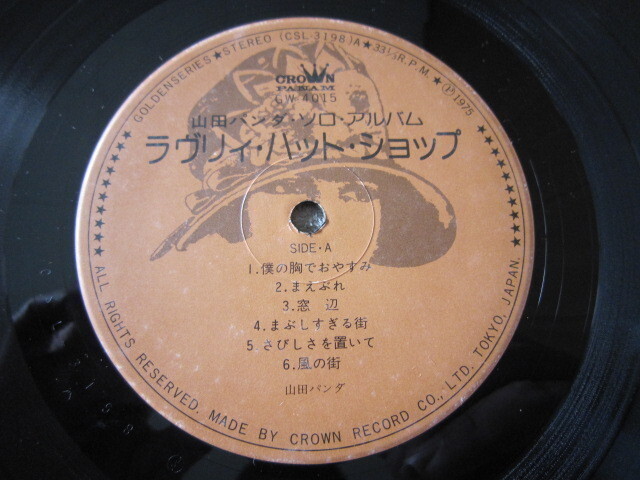 GOLDENSERIES★STEREO (CSL-3198)A★33⅓R.P.M.★Ⓟ1975
CROWN
PANAM
GW-4015
山田パンダ・ソロ・アルバム
ラヴリィ・ハット・ショップ
SIDE・A
1.僕の胸でおやすみ
2.まえぶれ
3.窓 辺
4.まぶしすぎる街
5.さびしさを置いて
6.風の街
山田パンダ
ALL RIGHTS RESERVED. MADE BY CROWN RECORD CO., LTD. TOKYO, JAPAN.